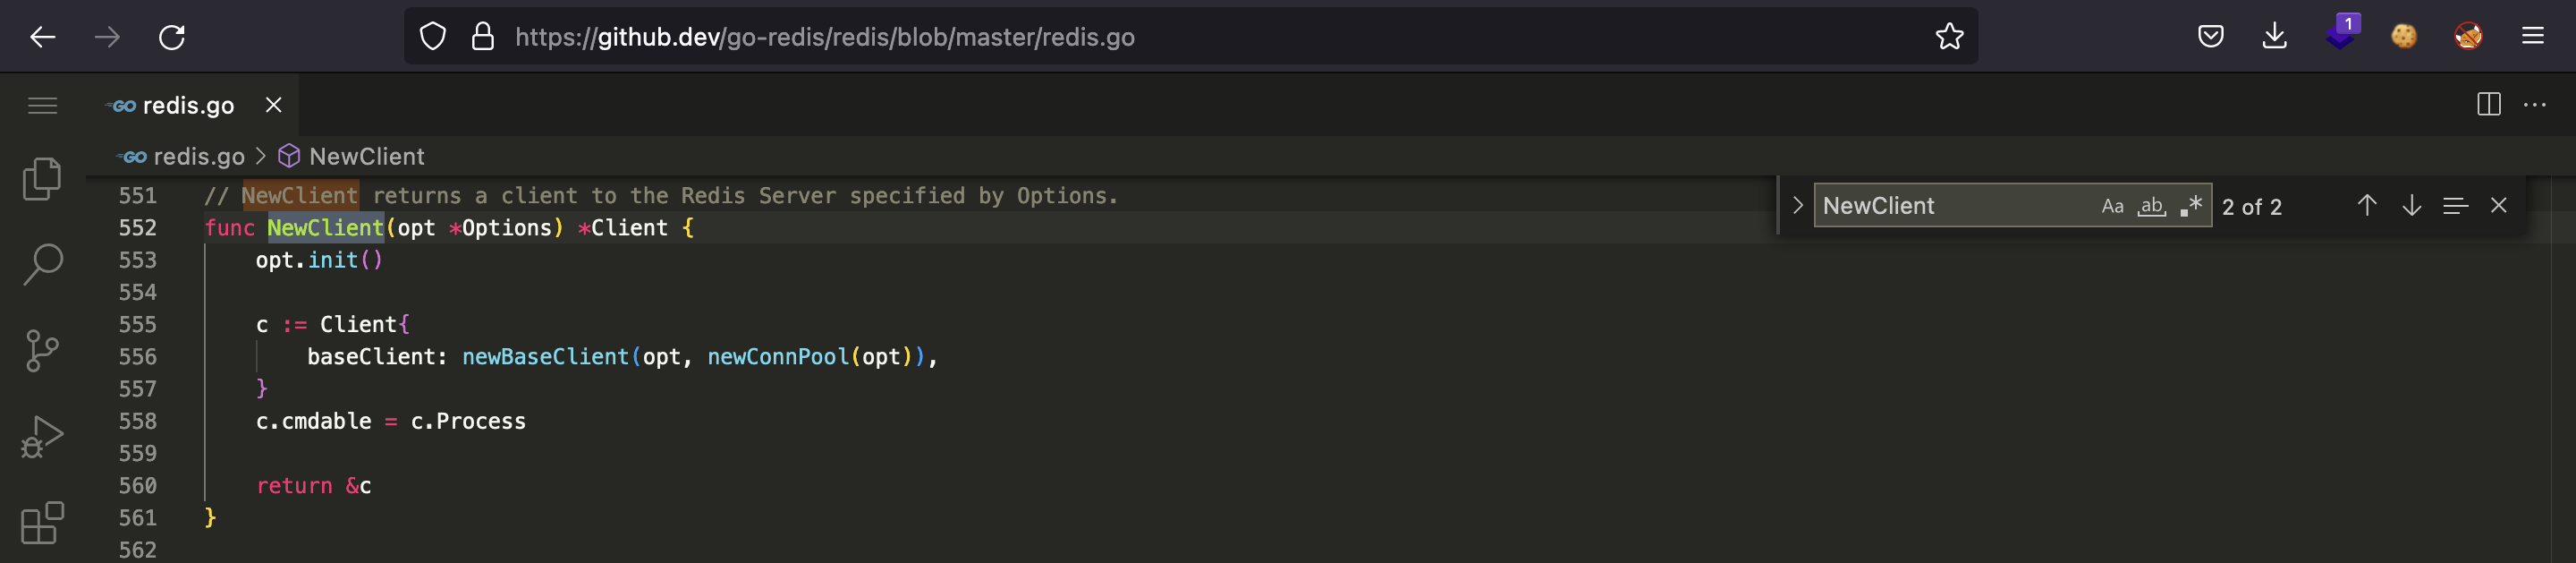 https://github.dev/go-redis/redis/blob/master/redis.go
1
GO redis.go
GO redis.go > NewClient
551 // NewClient returns a client to the Redis Server specified by Options.
552 func NewClient(opt *Options) *Client {
553 opt.init()
554
555 c := Client{
556 baseClient: newBaseClient(opt, newConnPool(opt)),
557 }
558 c.cmdable = c.Process
559
560 return &c
561 }
562
NewClient Aa ab .* 2 of 2